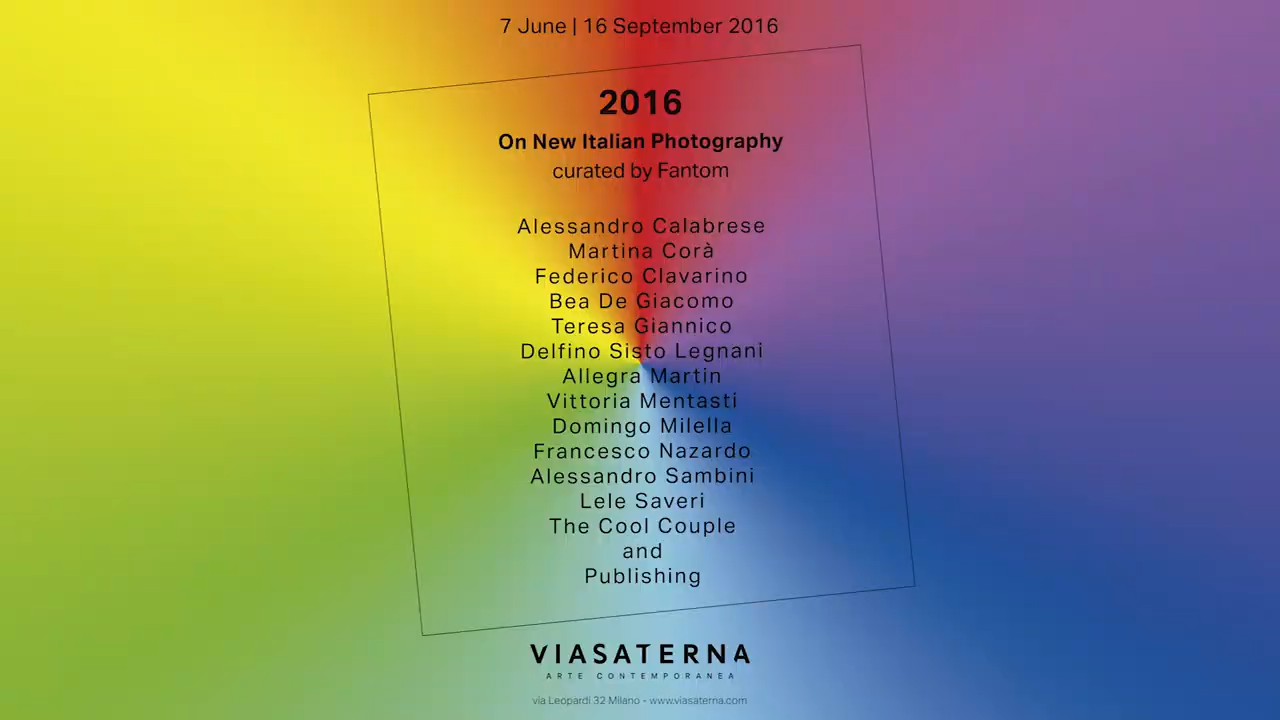 7 June | 16 September 2016
2016
On New Italian Photography
curated by Fantom
Alessandro Calabrese
Martina Corà
Federico Clavarino
Bea De Giacomo
Teresa Giannico
Delfino Sisto Legnani
Allegra Martin
Vittoria Mentasti
Domingo Milella
Francesco Nazardo
Alessandro Sambini
Lele Saveri
The Cool Couple
and
Publishing
VIASATERNA
ARTE CONTEMPORANEA
via Leopardi 32 Milano - www.viasaterna.com